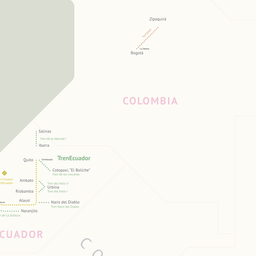 Zipaquirá
Bogotá
COLOMBIA
Salinas
Ibarra
Quito
TrenEcuador
Cotopaxi, "El Boliche"
Ambato
Urbina
Riobamba
Alausí
Nariz del Diablo
Naranjito
CUADOR